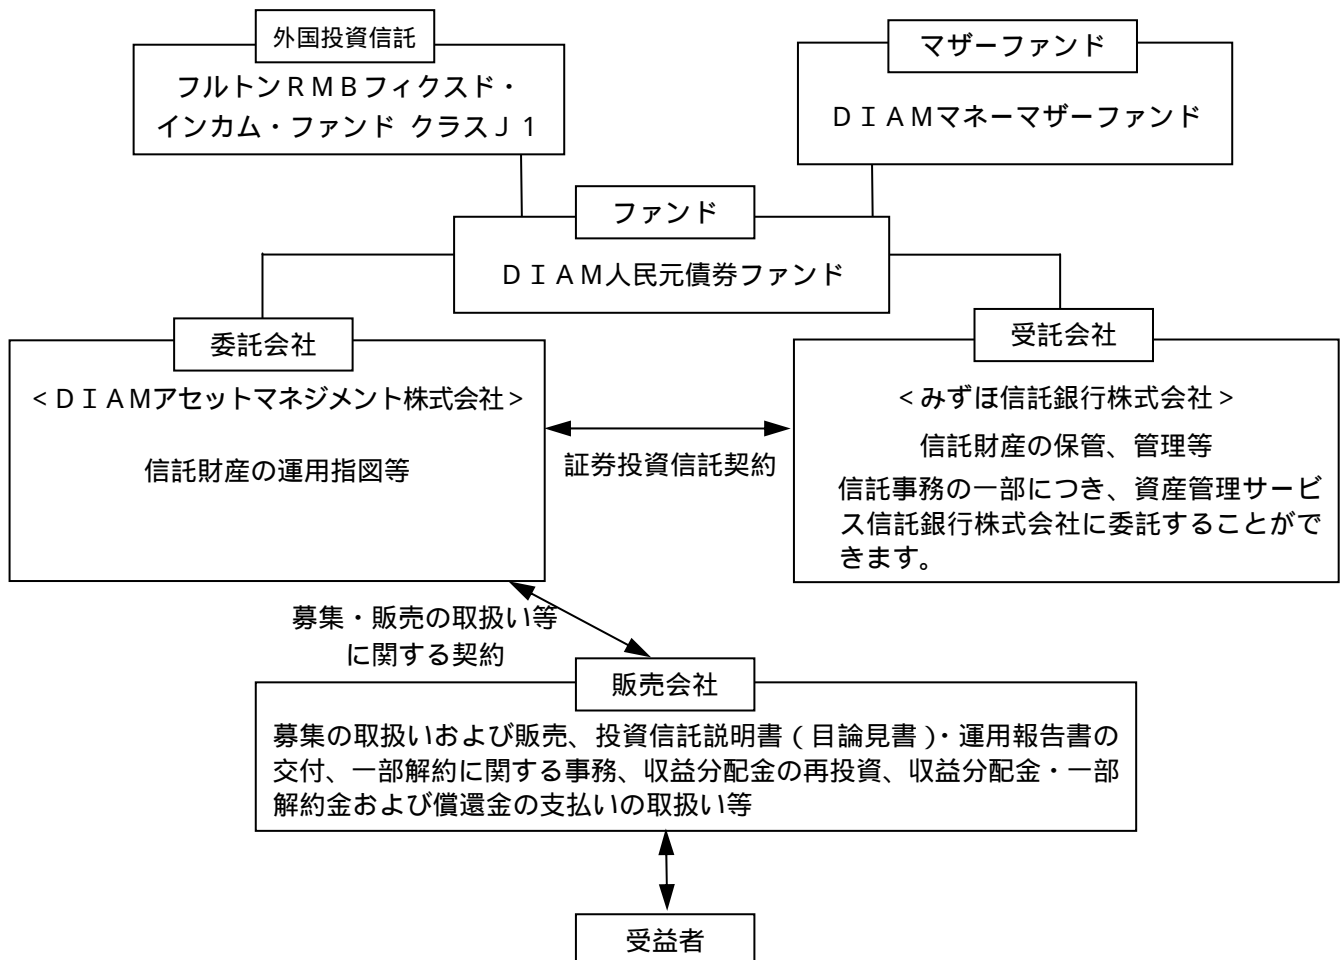 外国投資信託
フルトンＲＭＢフィクスド・
インカム・ファンド クラスＪ１
マザーファンド
ＤＩＡＭマネーマザーファンド
ファンド
ＤＩＡＭ人民元債券ファンド
委託会社
＜ＤＩＡＭアセットマネジメント株式会社＞
信託財産の運用指図等
証券投資信託契約
受託会社
＜みずほ信託銀行株式会社＞
信託財産の保管、管理等
信託事務の一部につき、資産管理サービ
ス信託銀行株式会社に委託することがで
きます。
募集・販売の取扱い等
に関する契約
販売会社
募集の取扱いおよび販売、投資信託説明書（目論見書）・運用報告書の
交付、一部解約に関する事務、収益分配金の再投資、収益分配金・一部
解約金および償還金の支払いの取扱い等
受益者